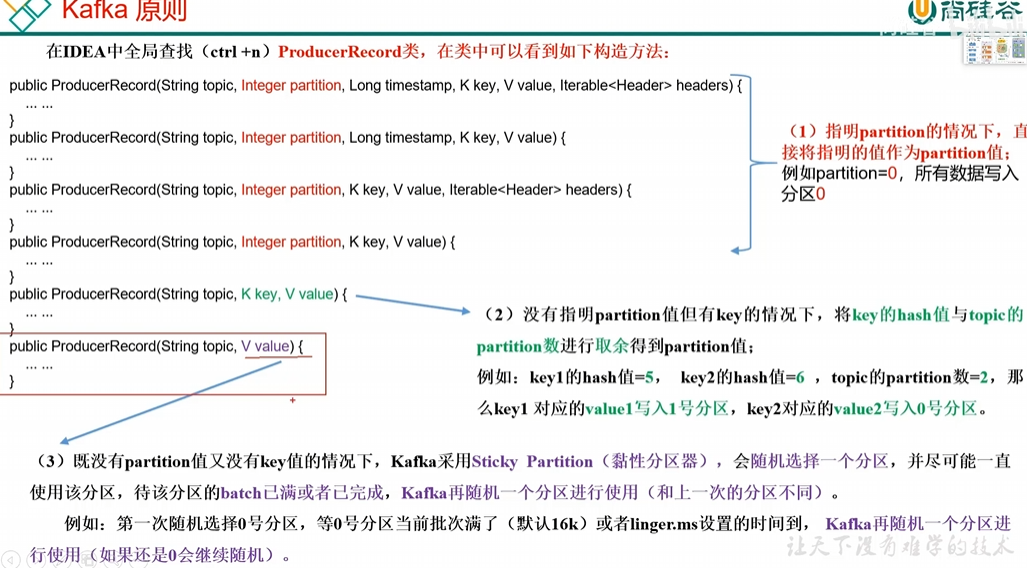 Kafka 原则
尚硅谷
在IDEA中全局查找（ctrl +n）ProducerRecord类，在类中可以看到如下构造方法：
public ProducerRecord(String topic, Integer partition, Long timestamp, K key, V value, Iterable<Header> headers) {
... ...
}
public ProducerRecord(String topic, Integer partition, Long timestamp, K key, V value) {
... ...
}
public ProducerRecord(String topic, Integer partition, K key, V value, Iterable<Header> headers) {
... ...
}
public ProducerRecord(String topic, Integer partition, K key, V value) {
... ...
}
public ProducerRecord(String topic, K key, V value) {
... ...
}
public ProducerRecord(String topic, V value) {
... ...
}
（1）指明partition的情况下，直
接将指明的值作为partition值；
例如partition=0，所有数据写入
分区0
（2）没有指明partition值但有key的情况下，将key的hash值与topic的
partition数进行取余得到partition值；
例如：key1的hash值=5， key2的hash值=6 ，topic的partition数=2，那
么key1 对应的value1写入1号分区，key2对应的value2写入0号分区。
（3）既没有partition值又没有key值的情况下，Kafka采用Sticky Partition（黏性分区器），会随机选择一个分区，并尽可能一直
使用该分区，待该分区的batch已满或者已完成，Kafka再随机一个分区进行使用（和上一次的分区不同）。
例如：第一次随机选择0号分区，等0号分区当前批次满了（默认16k）或者linger.ms设置的时间到， Kafka再随机一个分区进
行使用（如果还是0会继续随机）。
让天下没有难学的技术